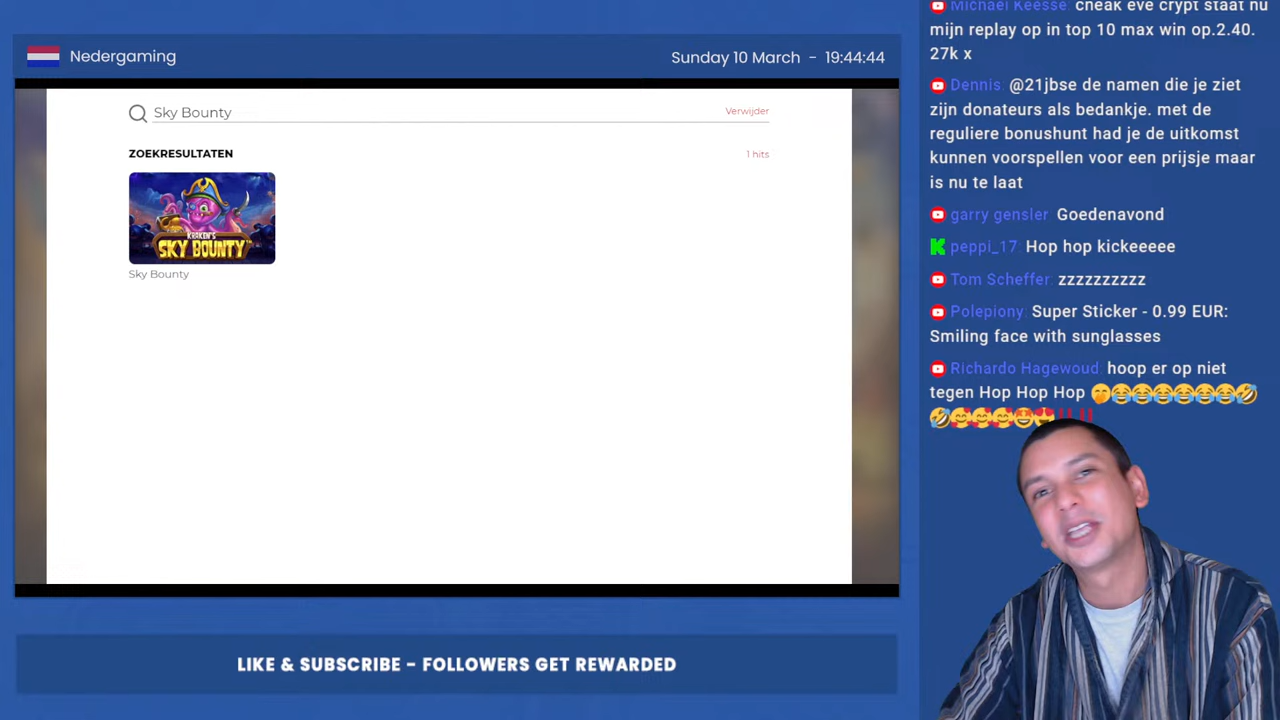 Nedergaming
Sunday 10 March - 19:44:44
Sky Bounty
Verwijder
ZOEKRESULTATEN
1 hits
KRAKEN'S
SKY BOUNTY
Sky Bounty
LIKE & SUBSCRIBE - FOLLOWERS GET REWARDED
Michael Keesse: cneak eve crypt staat nu
mijn replay op in top 10 max win op.2.40.
27k x
Dennis: @21jbse de namen die je ziet
zijn donateurs als bedankje. met de
reguliere bonushunt had je de uitkomst
kunnen voorspellen voor een prijsje maar
is nu te laat
garry gensler: Goedenavond
peppi_17: Hop hop kickeeeee
Tom Scheffer: zzzzzzzzzz
Polepiony: Super Sticker - 0.99 EUR:
Smiling face with sunglasses
Richardo Hagewoud: hoop er op niet
tegen Hop Hop Hop 🤭😂😂😂😂😂😂🤣
🤣🥰🥰🥰🤩😍‼️‼️